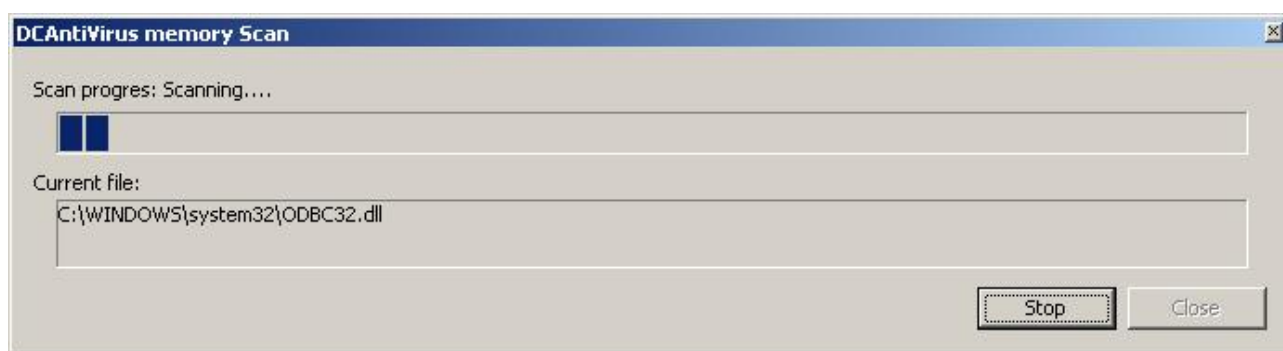 DCAntiVirus memory Scan
Scan progres: Scanning....
Current file:
C:\WINDOWS\system32\ODBC32.dll
Stop Close